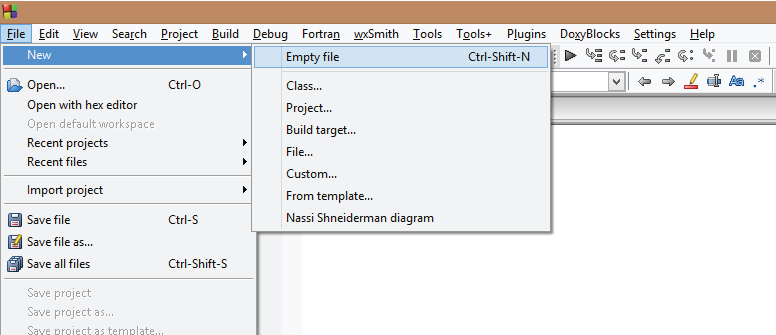 File Edit View Search Project Build Debug Fortran wxSmith Tools Tools+ Plugins DoxyBlocks Settings Help
New
Empty file Ctrl-Shift-N
Open... Ctrl-O
Class...
Open with hex editor
Project...
Open default workspace
Build target...
Recent projects
File...
Recent files
Custom...
Import project
From template...
Save file Ctrl-S
Nassi Shneiderman diagram
Save file as...
Save all files Ctrl-Shift-S
Save project
Save project as...
Save project as template...
Aa
.*